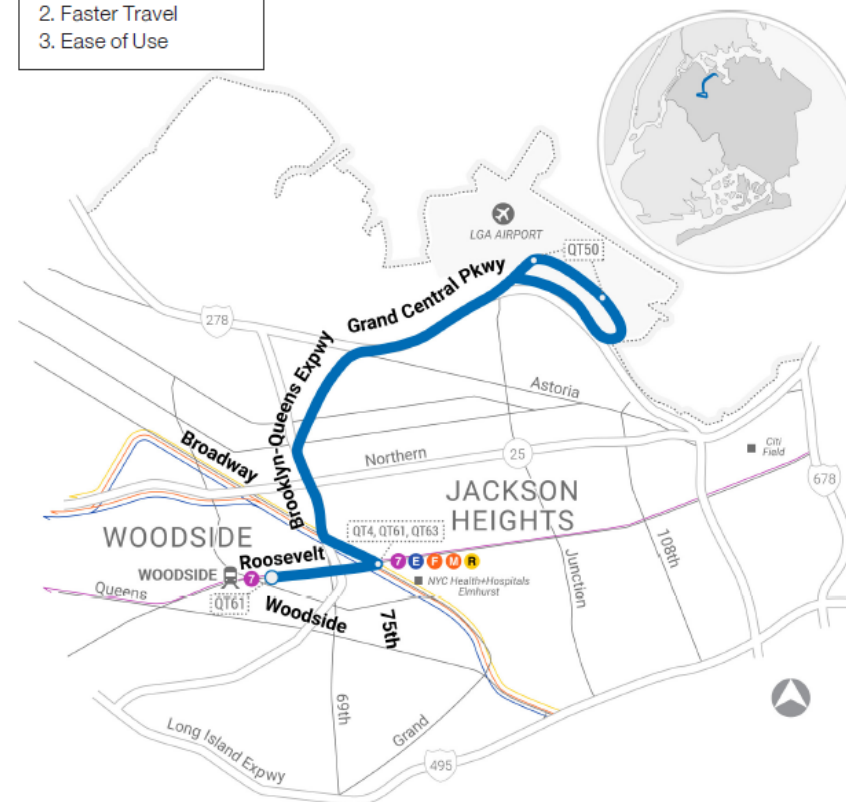 2. Faster Travel
3. Ease of Use
LGA AIRPORT
QT50
Grand Central Pkwy
278
Brooklyn-Queens Expwy
Astoria
Broadway
Northern
25
Citi
Field
678
JACKSON
HEIGHTS
WOODSIDE
QT4, QT61, QT63
108th
Roosevelt
7 E F M R
WOODSIDE
7
NYC Health+Hospitals
Elmhurst
Junction
Queens
QT61
Woodside
75th
69th
Grand
Long Island Expwy
495